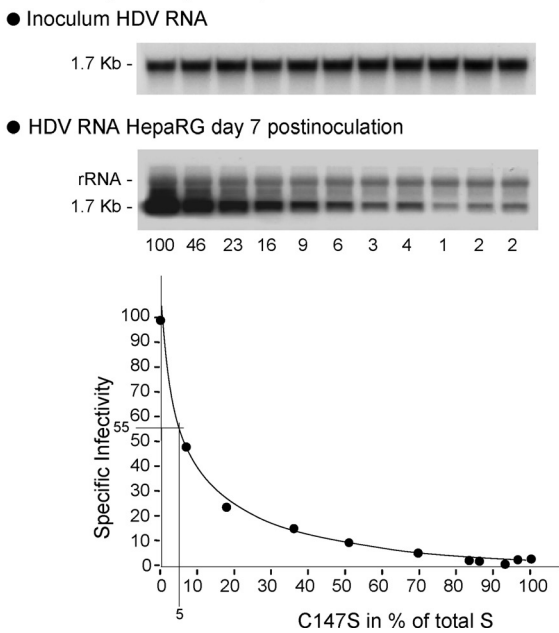 ● Inoculum HDV RNA
1.7 Kb -
● HDV RNA HepaRG day 7 postinoculation
rRNA -
1.7 Kb -
100 46 23 16 9 6 3 4 1 2 2
Specific Infectivity
100
90
80
70
60
55
50
40
30
20
10
0
0 10 20 30 40 50 60 70 80 90 100
5
C147S in % of total S